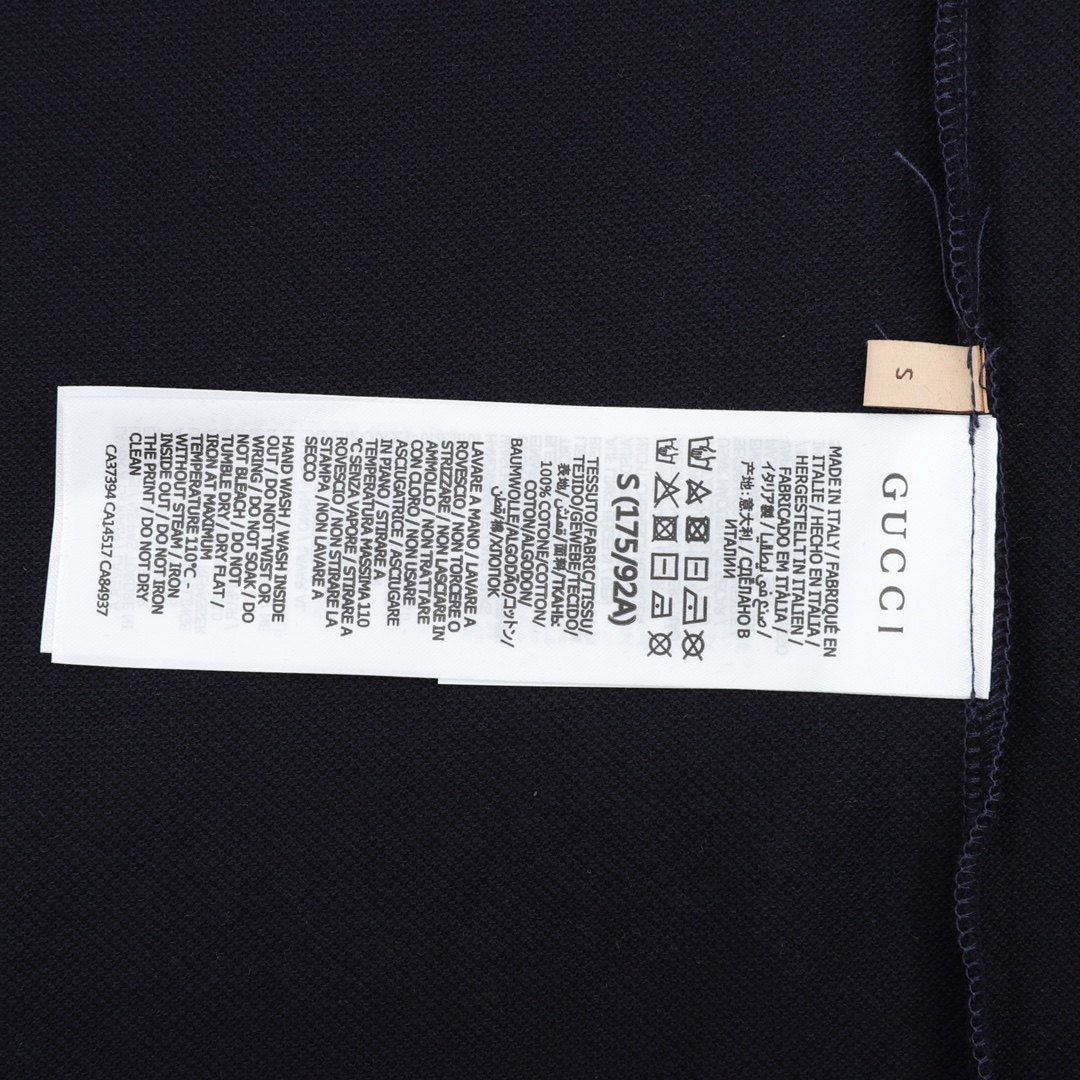 S
GUCCI
MADE IN ITALY / FABRIQUÉ EN
ITALIE / HECHO EN ITALIA /
HERGESTELLT IN ITALIEN /
FABRICADO EM ITÁLIA /
イタリア製 / صنع في إيطاليا /
产地: 意大利 / СДЕЛАНО В
ИТАЛИИ
S (175/92A)
TESSUTO/FABRIC/TISSU/
TEJIDO/GEWEBE/TECIDO/
表地/قماش/面料/ТКАНЬ:
100% COTONE/COTTON/
COTON/ALGODON/
BAUMWOLLE/ALGODÃO/コットン/
قطن/棉/ХЛОПОК
LAVARE A MANO / LAVARE A
ROVESCIO / NON TORCERE O
STRIZZARE / NON LASCIARE IN
AMMOLLO / NON TRATTARE
CON CLORO / NON USARE
ASCIUGATRICE / ASCIUGARE
IN PIANO / STIRARE A
TEMPERATURA MASSIMA 110
°C SENZA VAPORE / STIRARE A
ROVESCIO / NON STIRARE LA
STAMPA / NON LAVARE A
SECCO
HAND WASH / WASH INSIDE
OUT / DO NOT TWIST OR
WRING / DO NOT SOAK / DO
NOT BLEACH / DO NOT
TUMBLE DRY / DRY FLAT /
IRON AT MAXIMUM
TEMPERATURE 110°C -
WITHOUT STEAM / IRON
INSIDE OUT / DO NOT IRON
THE PRINT / DO NOT DRY
CLEAN
CA37394 CA14517 CA84937